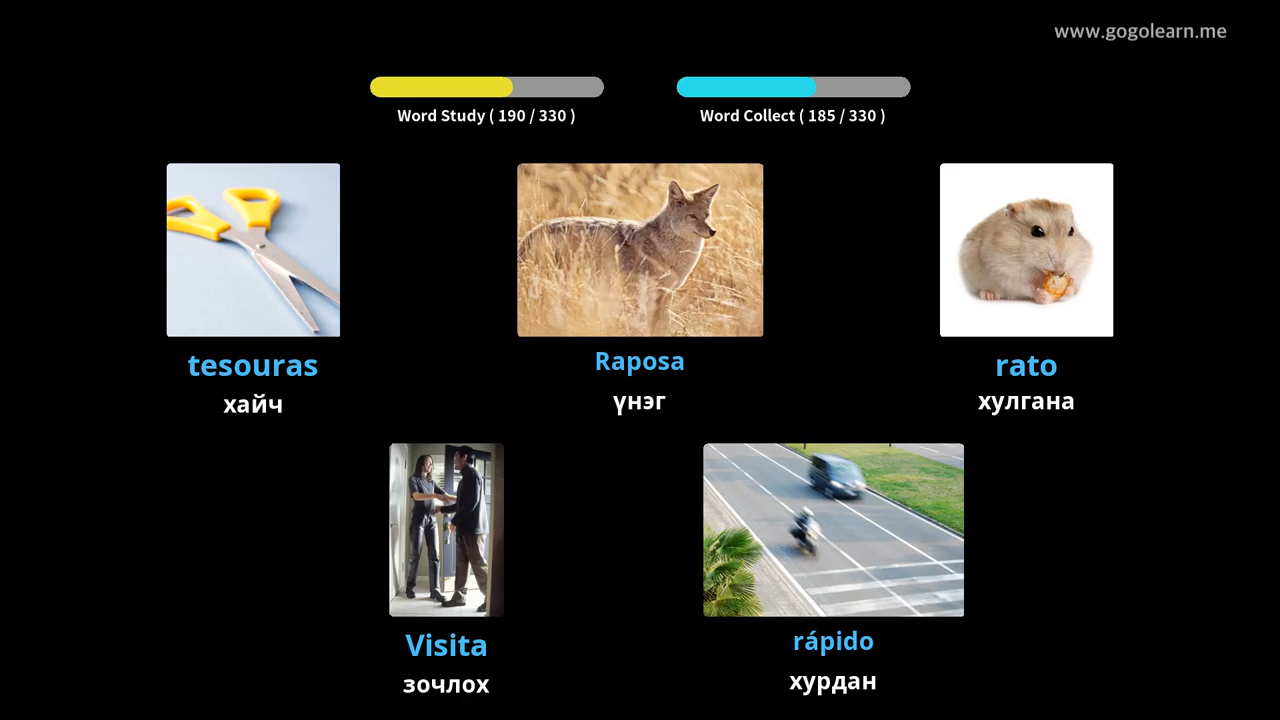 www.gogolearn.me
Word Study ( 190 / 330 )
Word Collect ( 185 / 330 )
tesouras
хайч
Raposa
үнэг
rato
хулгана
Visita
зочлох
rápido
хурдан